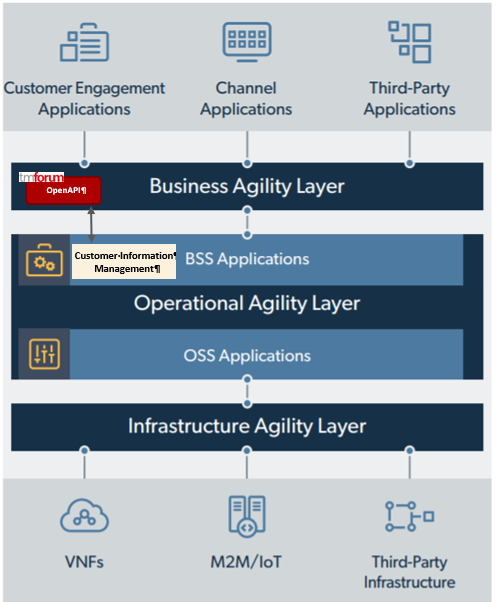 Customer Engagement
Applications
Channel
Applications
Third-Party
Applications
tmforum
OpenAPI¶
Business Agility Layer
Customer·Information¶
Management¶
BSS Applications
Operational Agility Layer
OSS Applications
Infrastructure Agility Layer
VNFs
M2M/IoT
Third-Party
Infrastructure